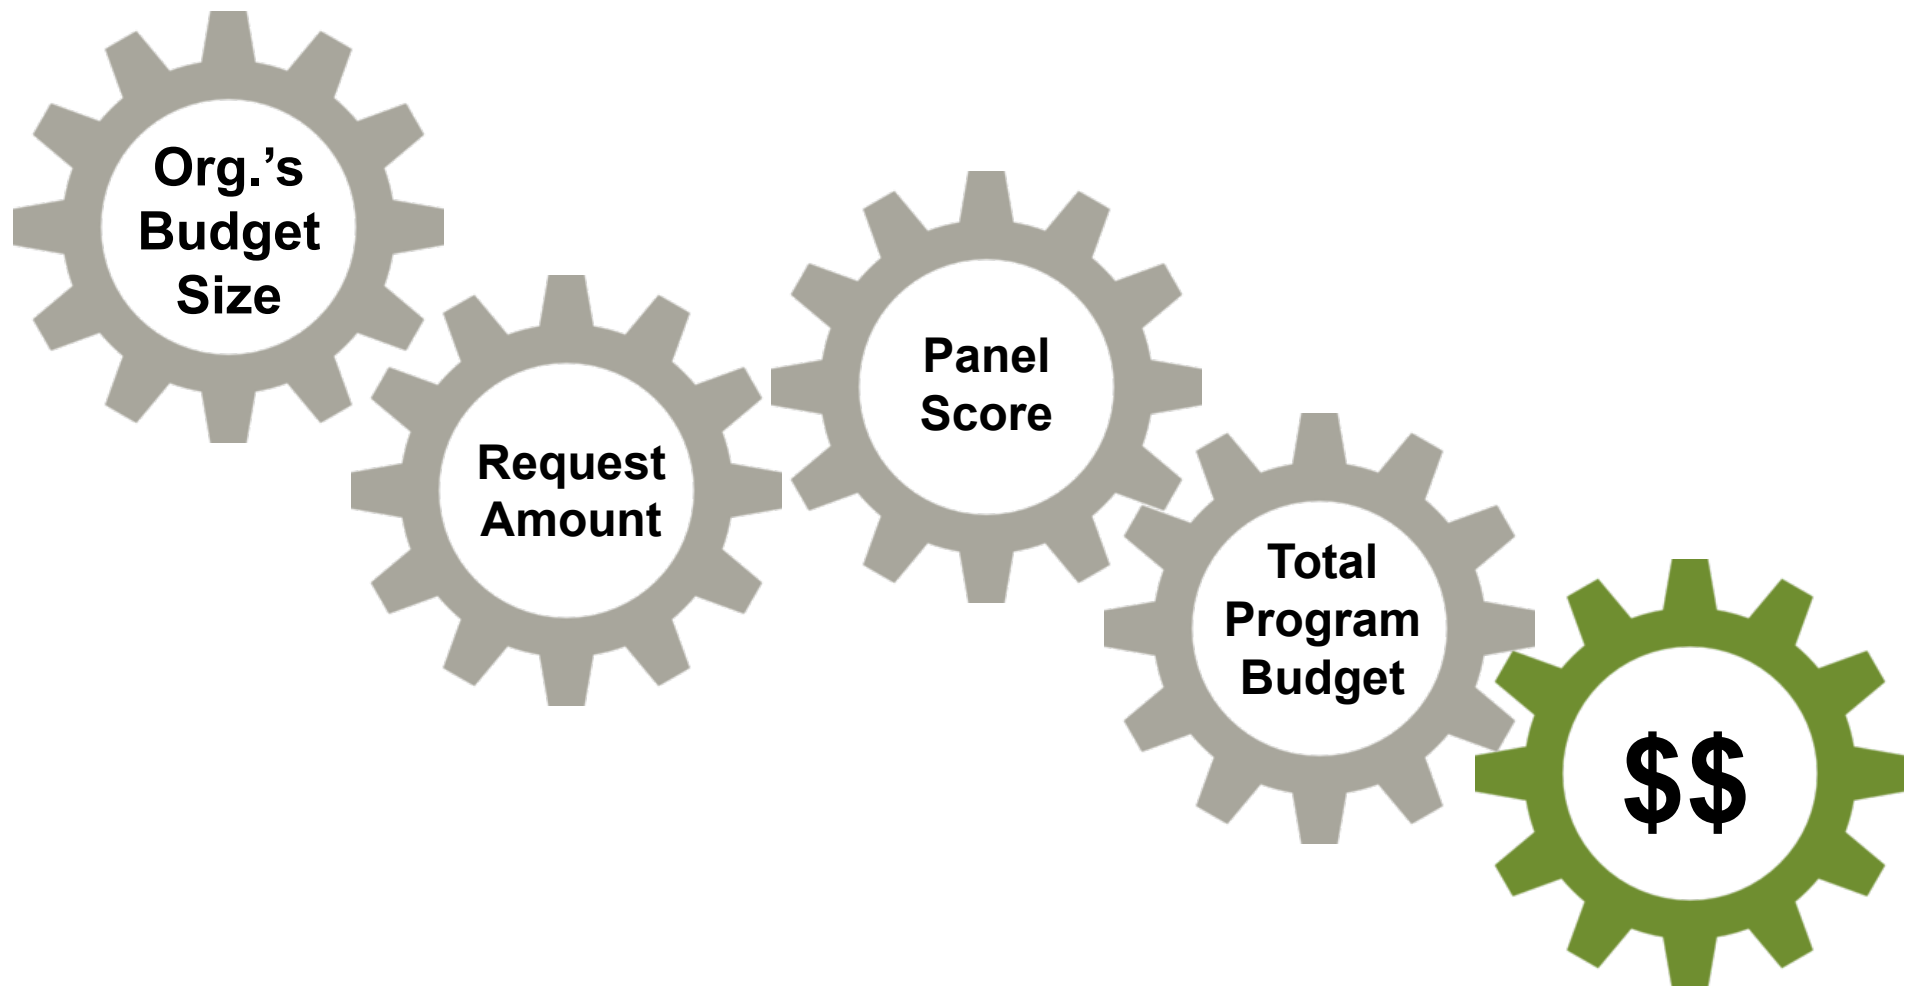 Org.’s
Budget
Size
Request
Amount
Panel
Score
Total
Program
Budget
$$